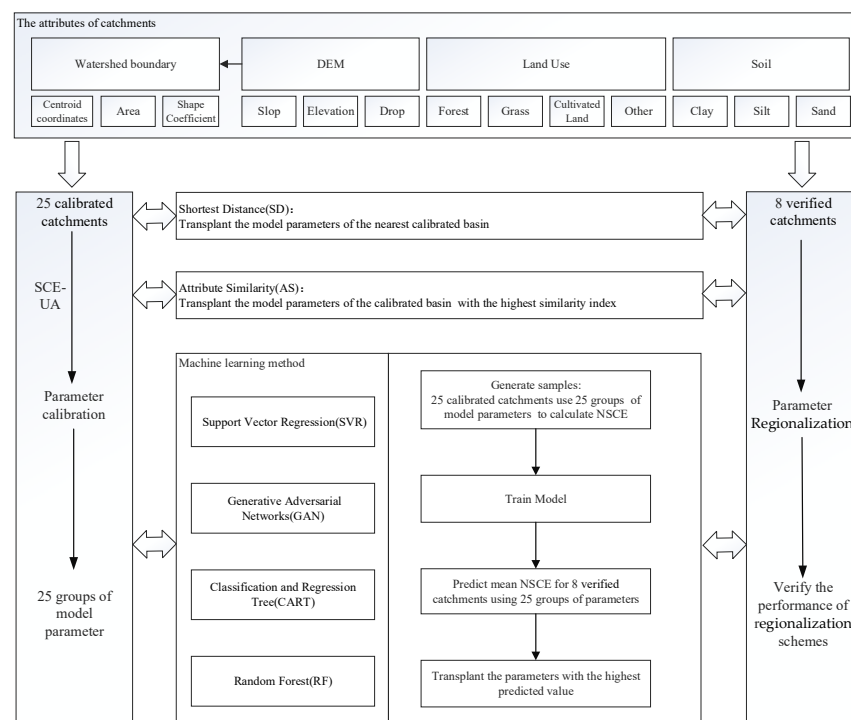 The attributes of catchments
Watershed boundary
DEM
Land Use
Soil
Centroid
coordinates
Area
Shape
Coefficient
Slop
Elevation
Drop
Forest
Grass
Cultivated
Land
Other
Clay
Silt
Sand
25 calibrated
catchments
SCE-
UA
Parameter
calibration
25 groups of
model
parameter
Shortest Distance(SD):
Transplant the model parameters of the nearest calibrated basin
Attribute Similarity(AS):
Transplant the model parameters of the calibrated basin with the highest similarity index
Machine learning method
Support Vector Regression(SVR)
Generative Adversarial
Networks(GAN)
Classification and Regression
Tree(CART)
Random Forest(RF)
Generate samples:
25 calibrated catchments use 25 groups of
model parameters to calculate NSCE
Train Model
Predict mean NSCE for 8 verified
catchments using 25 groups of parameters
Transplant the parameters with the highest
predicted value
8 verified
catchments
Parameter
Regionalization
Verify the
performance of
regionalization
schemes